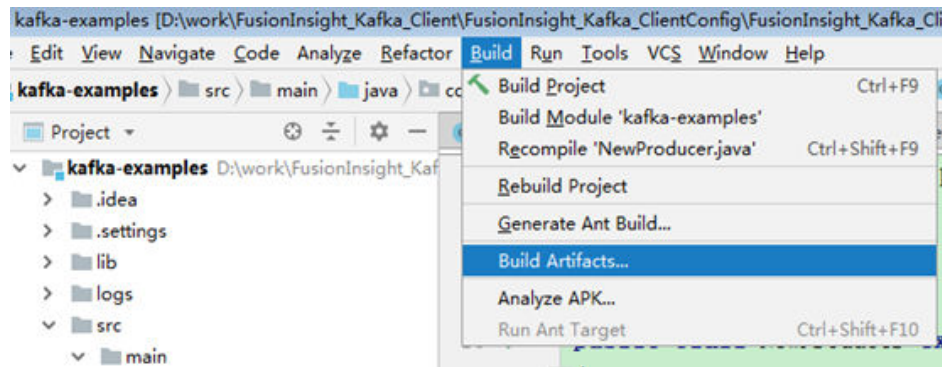 kafka-examples [D:\work\FusionInsight_Kafka_Client\FusionInsight_Kafka_ClientConfig\FusionInsight_Kafka_Cli
Edit View Navigate Code Analyze Refactor Build Run Tools VCS Window Help
kafka-examples src main java
Build Project Ctrl+F9
Build Module 'kafka-examples'
Project
Recompile 'NewProducer.java' Ctrl+Shift+F9
kafka-examples D:\work\FusionInsight_Kaf
Rebuild Project
.idea
.settings
Generate Ant Build...
lib
Build Artifacts...
logs
Analyze APK...
src
Run Ant Target Ctrl+Shift+F10
main